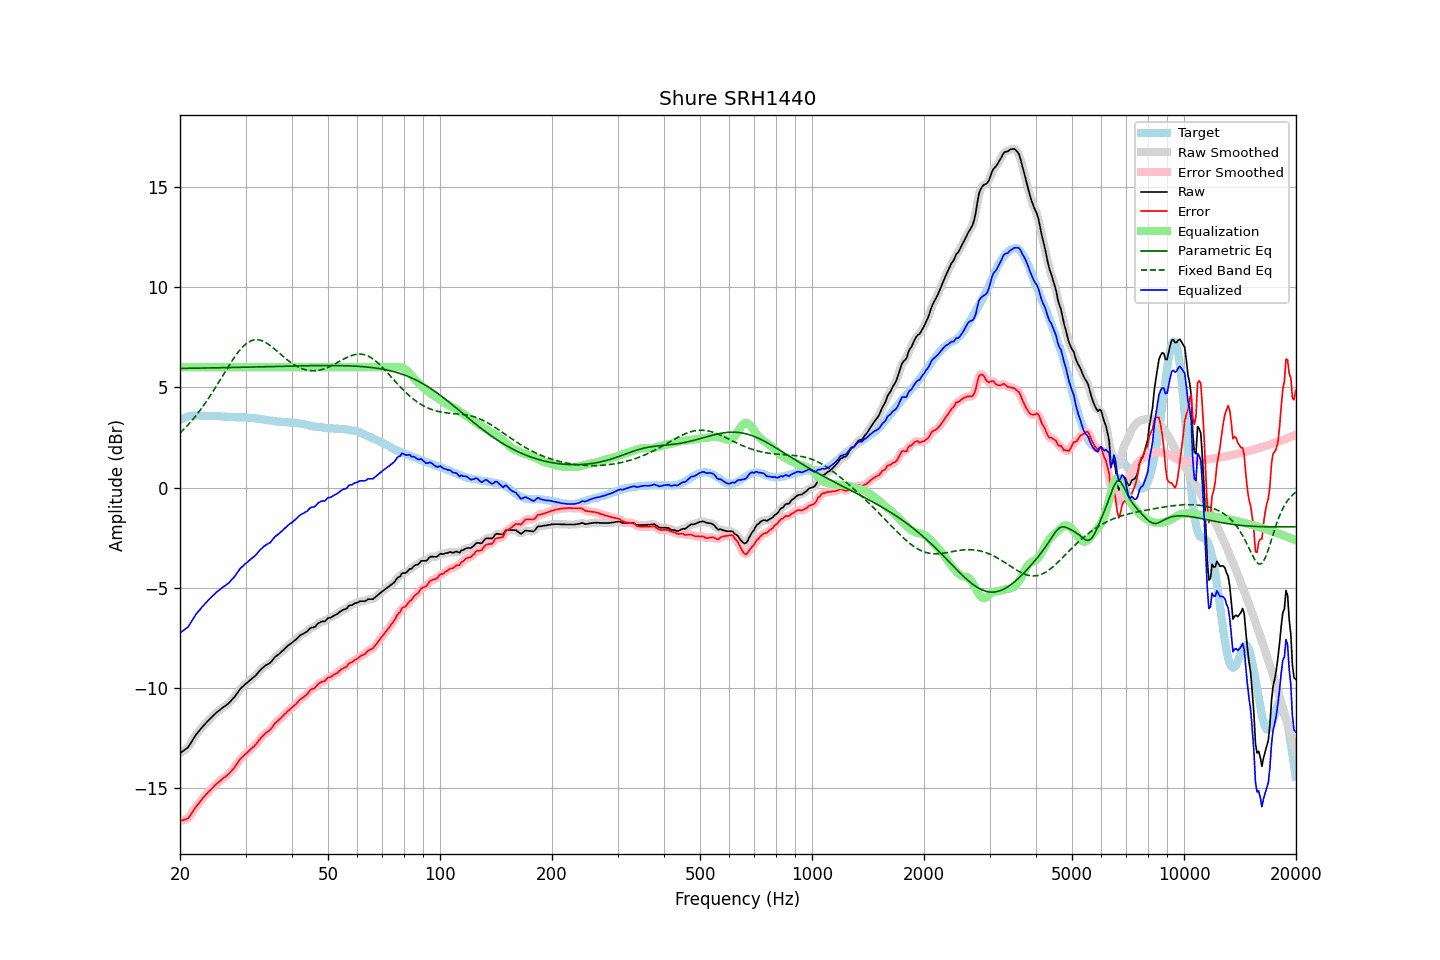 Shure SRH1440
Target
Raw Smoothed
Error Smoothed
Raw
Error
Equalization
Parametric Eq
Fixed Band Eq
Equalized
15
10
5
0
−5
−10
−15
Amplitude (dBr)
20
50
100
200
500
1000
2000
5000
10000
20000
Frequency (Hz)